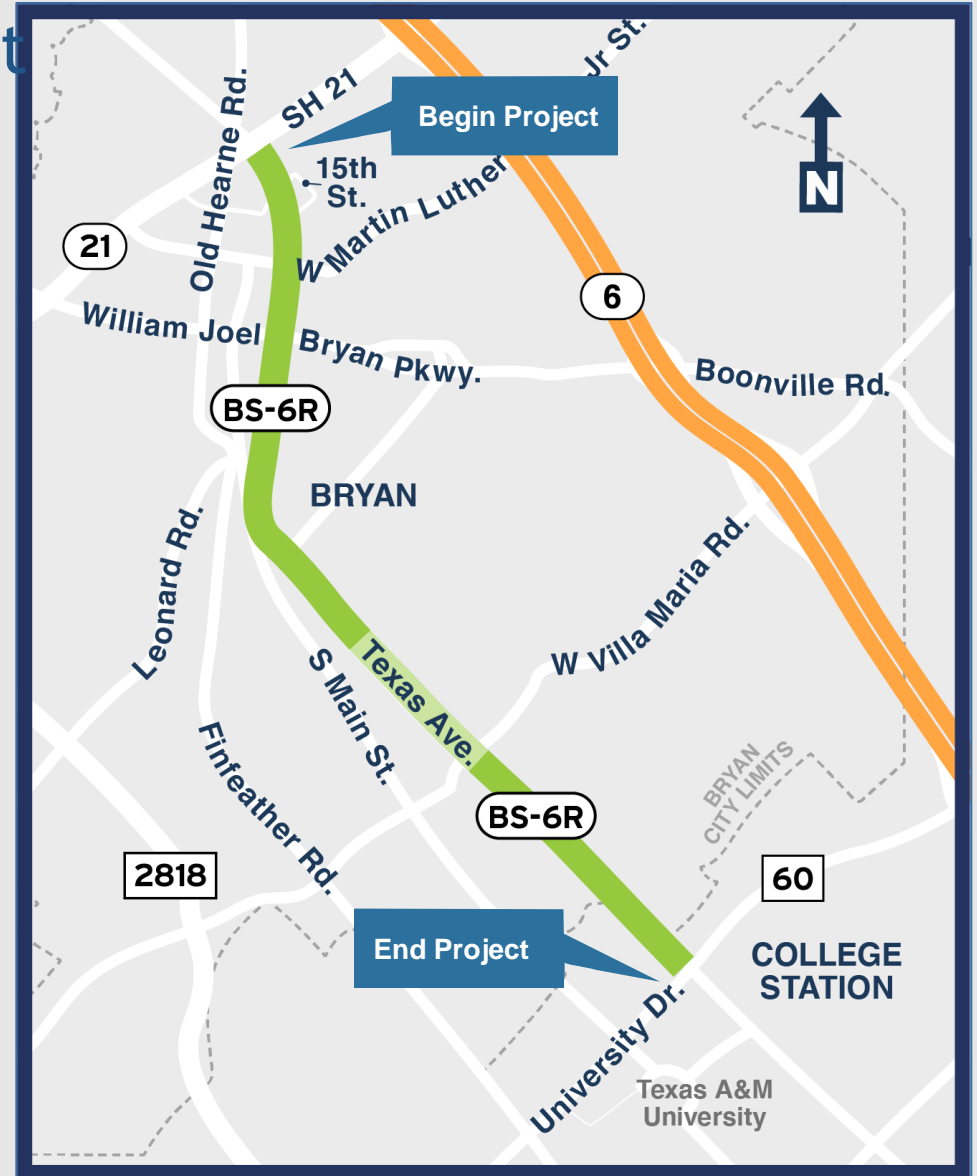 t
Jr St.
Old Hearne Rd.
SH 21
Begin Project
15th
St.
W Martin Luther
N
21
6
William Joel Bryan Pkwy.
Boonville Rd.
BS-6R
BRYAN
Leonard Rd.
W Villa Maria Rd.
Texas Ave.
S Main St.
Finfeather Rd.
BRYAN
CITY LIMITS
BS-6R
2818
60
End Project
COLLEGE
STATION
University Dr.
Texas A&M
University